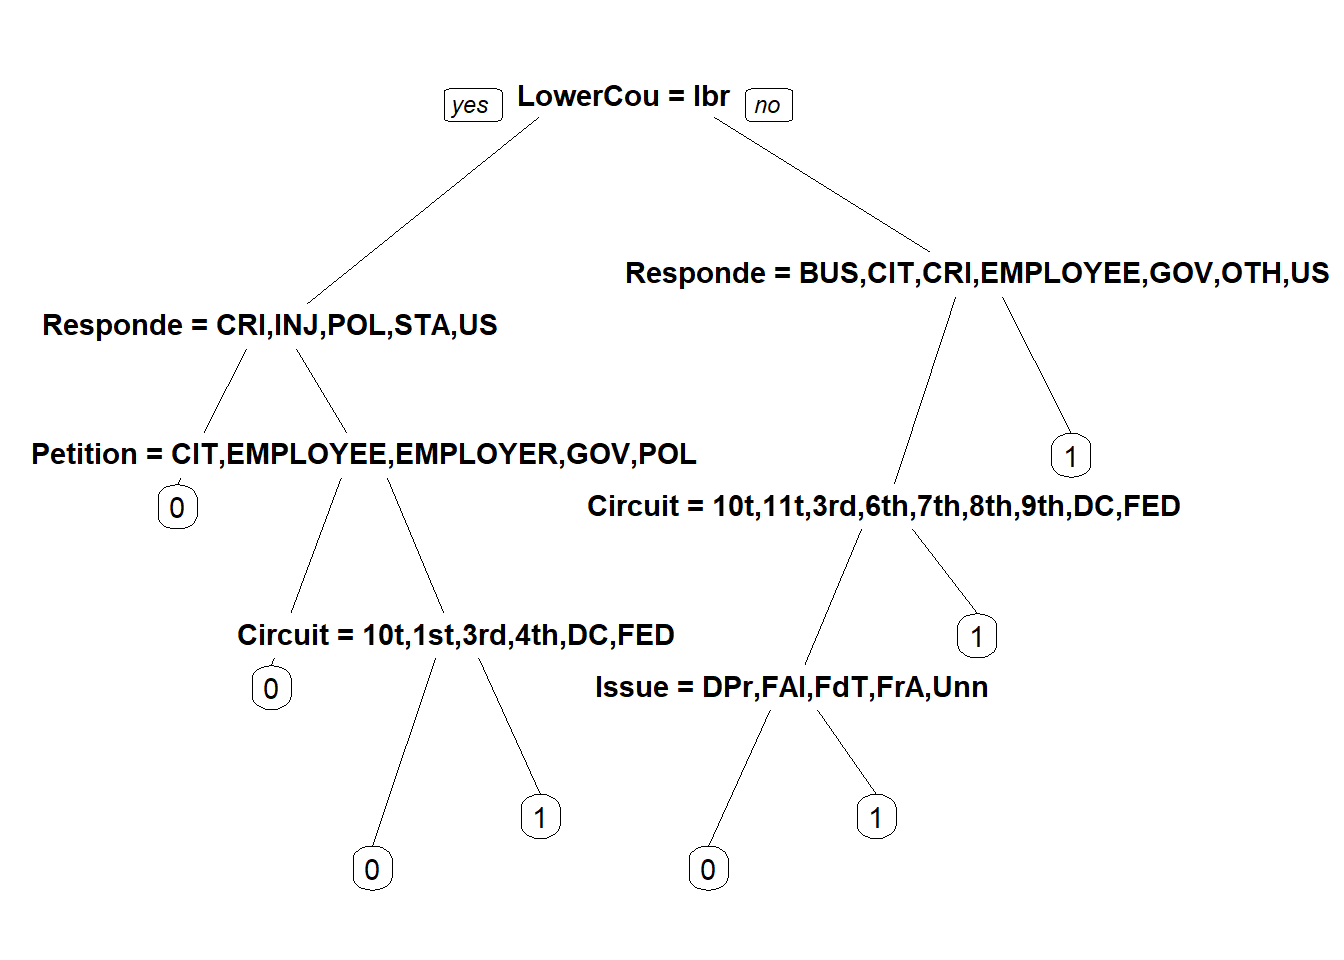 yes LowerCou = lbr no
Responde = BUS,CIT,CRI,EMPLOYEE,GOV,OTH,US
Responde = CRI,INJ,POL,STA,US
Petition = CIT,EMPLOYEE,EMPLOYER,GOV,POL
1
0
Circuit = 10t,11t,3rd,6th,7th,8th,9th,DC,FED
Circuit = 10t,1st,3rd,4th,DC,FED
1
0
Issue = DPr,FAI,FdT,FrA,Unn
1
1
0
0